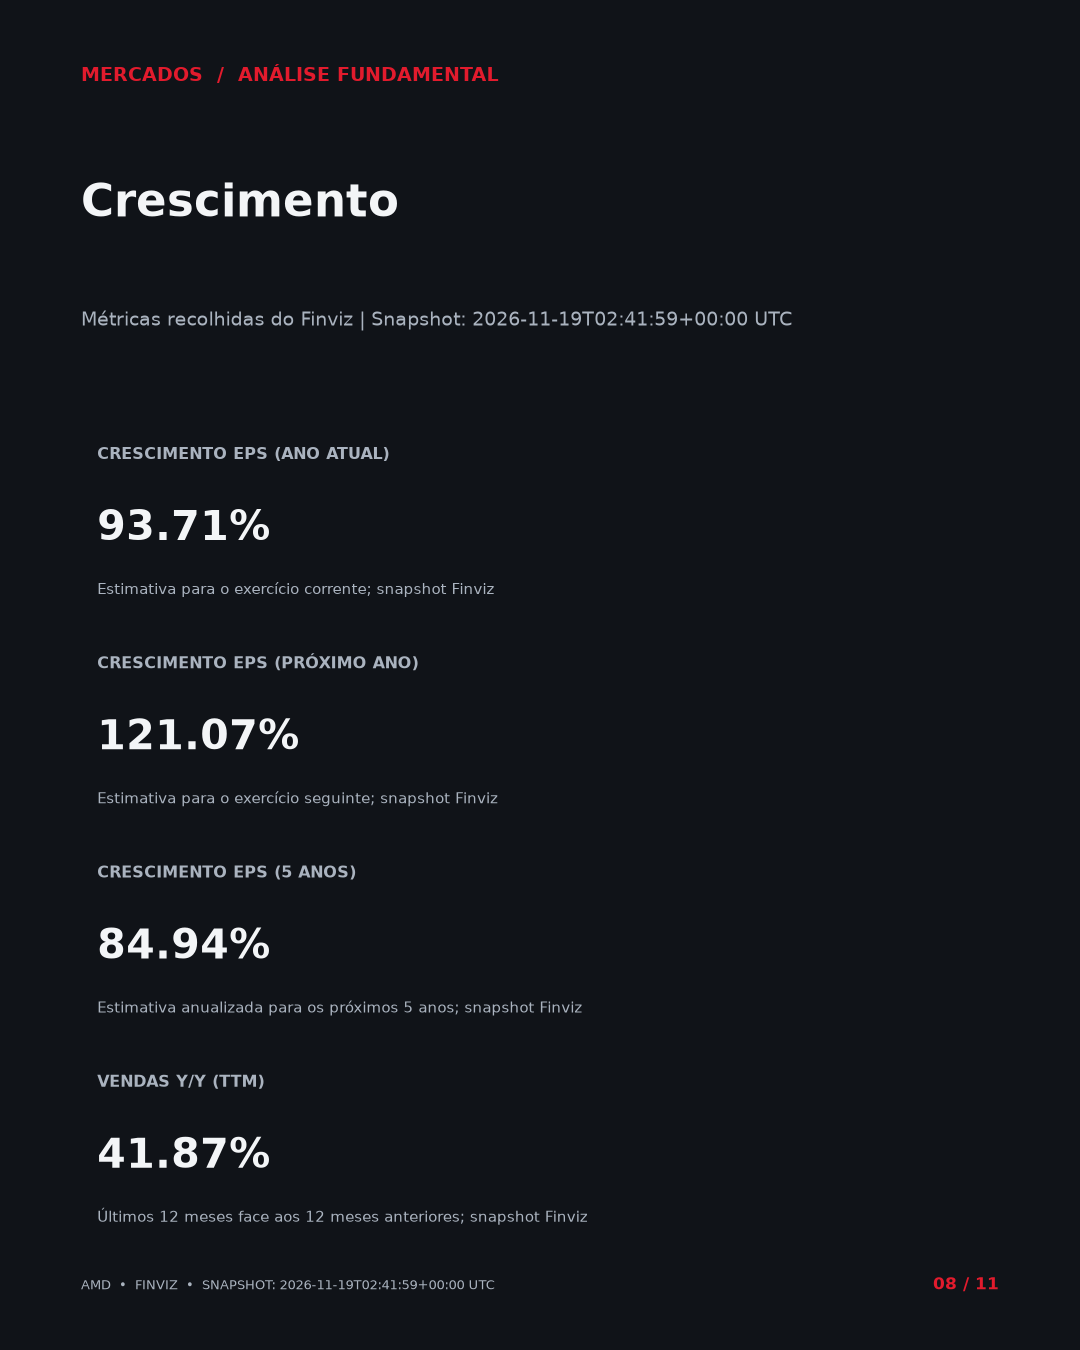 MERCADOS / ANÁLISE FUNDAMENTAL
Crescimento
Métricas recolhidas do Finviz | Snapshot: 2026-11-19T02:41:59+00:00 UTC
CRESCIMENTO EPS (ANO ATUAL)
93.71%
Estimativa para o exercício corrente; snapshot Finviz
CRESCIMENTO EPS (PRÓXIMO ANO)
121.07%
Estimativa para o exercício seguinte; snapshot Finviz
CRESCIMENTO EPS (5 ANOS)
84.94%
Estimativa anualizada para os próximos 5 anos; snapshot Finviz
VENDAS Y/Y (TTM)
41.87%
Últimos 12 meses face aos 12 meses anteriores; snapshot Finviz
AMD • FINVIZ • SNAPSHOT: 2026-11-19T02:41:59+00:00 UTC
08 / 11